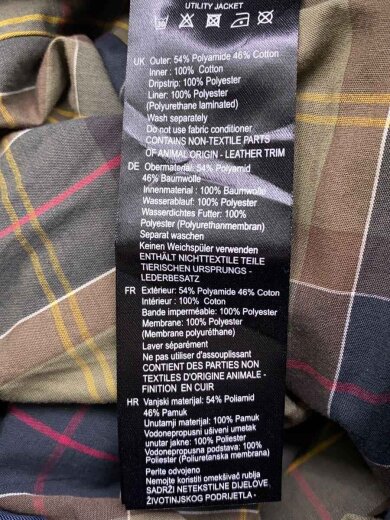 UTILITY JACKET
UK Outer: 54% Polyamide 46% Cotton
Inner : 100% Cotton
Dripstrip: 100% Polyester
Liner: 100% Polyester
(Polyurethane laminated)
Wash separately
Do not use fabric conditioner
CONTAINS NON-TEXTILE PARTS
OF ANIMAL ORIGIN - LEATHER TRIM
DE Obermaterial: 54% Polyamid
46% Baumwolle
Innenmaterial : 100% Baumwolle
Wasserablauf: 100% Polyester
Wasserdichtes Futter: 100%
Polyester (Polyurethanmembran)
Separat waschen
Keinen Weichspüler verwenden
ENTHÄLT NICHTTEXTILE TEILE
TIERISCHEN URSPRUNGS -
LEDERBESATZ
FR Extérieur: 54% Polyamide 46% Coton
Intérieur : 100% Coton
Bande imperméable: 100% Polyester
Membrane: 100% Polyester
(Membrane polyuréthane)
Laver séparément
Ne pas utiliser d'assouplissant
CONTIENT DES PARTIES NON
TEXTILES D'ORIGINE ANIMALE -
FINITION EN CUIR
HR Vanjski materijal: 54% Poliamid
46% Pamuk
Unutarnji materijal: 100% Pamuk
Vodonepropusni ušiveni umetak
unutar jakne: 100% Poliester
Vodonepropusna podstava: 100%
Poliester (Poliuretanska membrana)
Perite odvojeno
Nemojte koristiti omekšivač rublja
SADRŽI NETEKSTILNE DIJELOVE,
ŽIVOTINJSKOG PODRIJETLA -